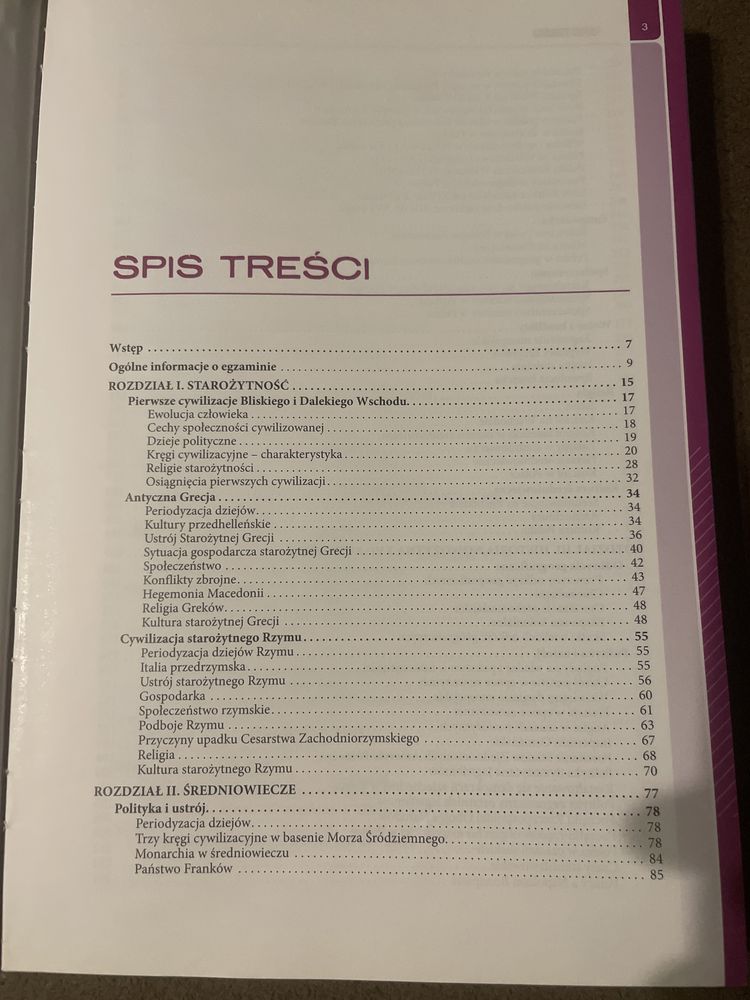 3
SPIS TREŚCI
Wstęp ........ 7
Ogólne informacje o egzaminie ........ 9
ROZDZIAŁ I. STAROŻYTNOŚĆ ........ 15
Pierwsze cywilizacje Bliskiego i Dalekiego Wschodu ........ 17
Ewolucja człowieka ........ 17
Cechy społeczności cywilizowanej ........ 18
Dzieje polityczne ........ 19
Kręgi cywilizacyjne – charakterystyka ........ 20
Religie starożytności ........ 28
Osiągnięcia pierwszych cywilizacji ........ 32
Antyczna Grecja ........ 34
Periodyzacja dziejów ........ 34
Kultury przedhelleńskie ........ 34
Ustrój Starożytnej Grecji ........ 36
Sytuacja gospodarcza starożytnej Grecji ........ 40
Społeczeństwo ........ 42
Konflikty zbrojne ........ 43
Hegemonia Macedonii ........ 47
Religia Greków ........ 48
Kultura starożytnej Grecji ........ 48
Cywilizacja starożytnego Rzymu ........ 55
Periodyzacja dziejów Rzymu ........ 55
Italia przedrzymska ........ 55
Ustrój starożytnego Rzymu ........ 56
Gospodarka ........ 60
Społeczeństwo rzymskie ........ 61
Podboje Rzymu ........ 63
Przyczyny upadku Cesarstwa Zachodniorzymskiego ........ 67
Religia ........ 68
Kultura starożytnego Rzymu ........ 70
ROZDZIAŁ II. ŚREDNIOWIECZE ........ 77
Polityka i ustrój ........ 78
Periodyzacja dziejów ........ 78
Trzy kręgi cywilizacyjne w basenie Morza Śródziemnego ........ 78
Monarchia w średniowieczu ........ 84
Państwo Franków ........ 85